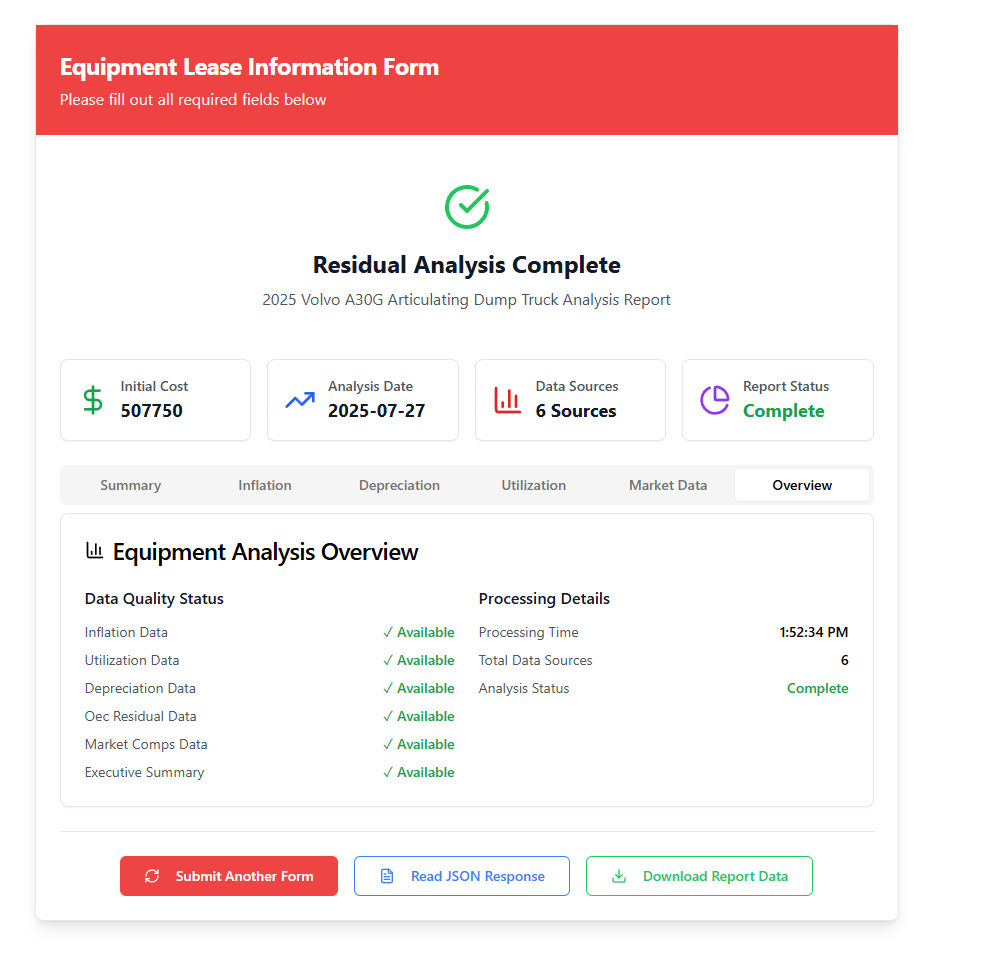 Equipment Lease Information Form
Please fill out all required fields below
Residual Analysis Complete
2025 Volvo A30G Articulating Dump Truck Analysis Report
Initial Cost
507750
Analysis Date
2025-07-27
Data Sources
6 Sources
Report Status
Complete
Summary Inflation Depreciation Utilization Market Data Overview
Equipment Analysis Overview
Data Quality Status
Inflation Data ✓ Available
Utilization Data ✓ Available
Depreciation Data ✓ Available
Oec Residual Data ✓ Available
Market Comps Data ✓ Available
Executive Summary ✓ Available
Processing Details
Processing Time 1:52:34 PM
Total Data Sources 6
Analysis Status Complete
Submit Another Form
Read JSON Response
Download Report Data